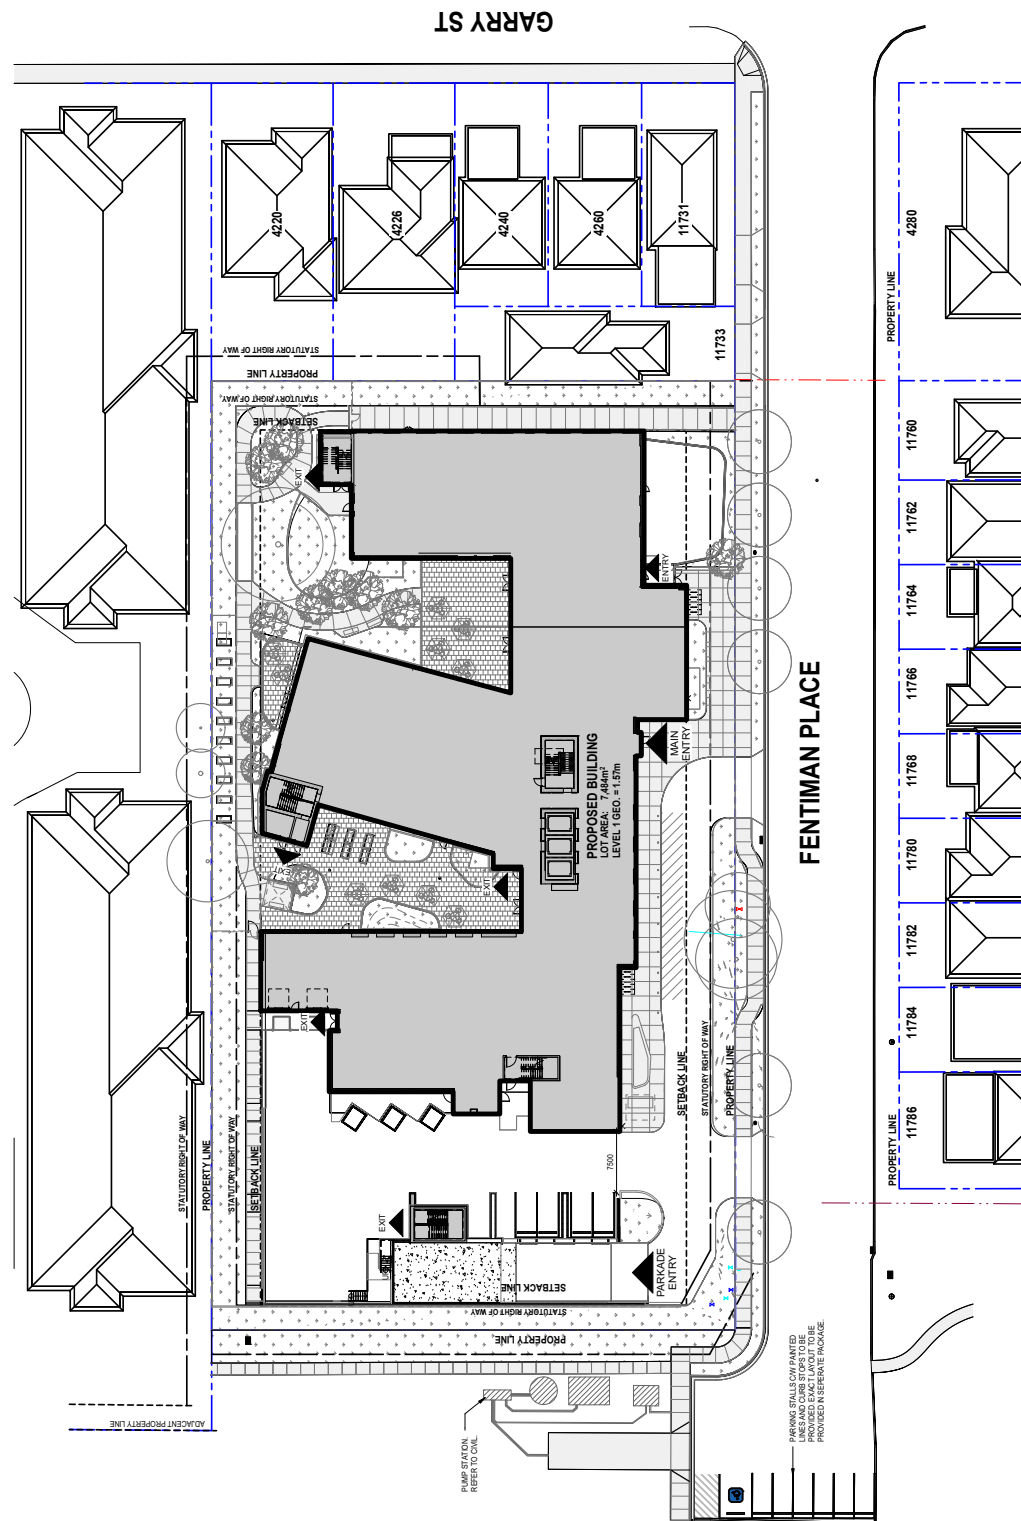 GARRY ST
4220
4226
4240
4260
11731
11733
4280
PROPERTY LINE
STATUTORY RIGHT OF WAY
PROPERTY LINE
STATUTORY RIGHT OF WAY
SETBACK LINE
EXIT
ENTRY
11760
11762
11764
11766
11768
11780
11782
11784
11786
FENTIMAN PLACE
MAIN
ENTRY
PROPOSED BUILDING
LOT AREA: 7,484m²
LEVEL 1 GEO. = 1.57m
EXIT
EXIT
EXIT
SETBACK LINE
STATUTORY RIGHT OF WAY
PROPERTY LINE
PROPERTY LINE
STATUTORY RIGHT OF WAY
PROPERTY LINE
STATUTORY RIGHT OF WAY
SETBACK LINE
7500
EXIT
PARKADE
ENTRY
SETBACK LINE
STATUTORY RIGHT OF WAY
PROPERTY LINE
ADJACENT PROPERTY LINE
PUMP STATION.
REFER TO CIVIL.
PARKING STALLS C/W PAINTED
LINES AND CURB STOPS TO BE
PROVIDED. EXACT LAYOUT TO BE
PROVIDED IN SEPERATE PACKAGE.